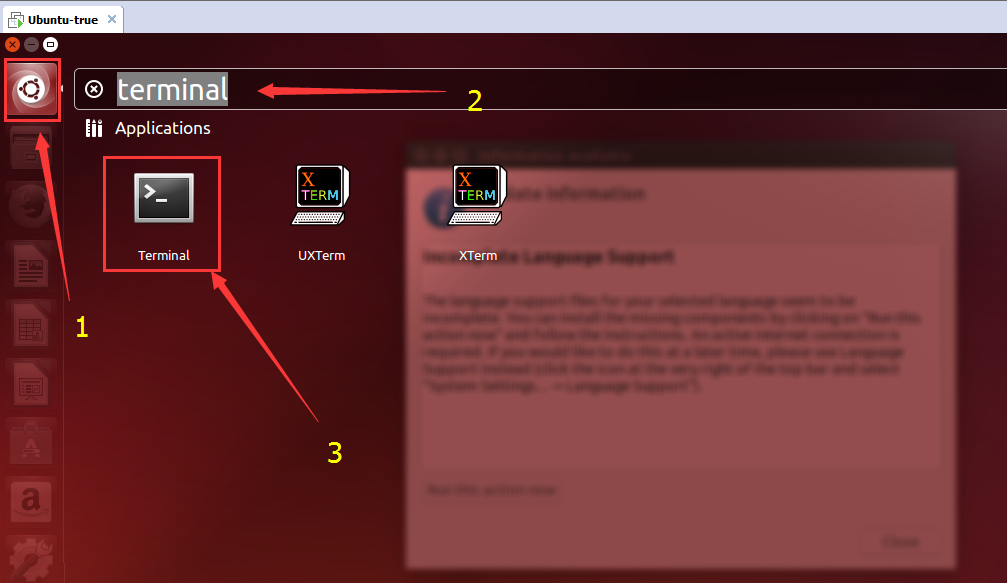 Ubuntu-true
terminal
2
Applications
X
TERM
X
TERM
Terminal
UXTerm
XTerm
1
3
Incomplete Language Support
The language support files for your selected language seem to be
incomplete. You can install the missing components by clicking on "Run this
action now" and follow the instructions. An active Internet connection is
required. If you would like to do this at a later time, please use Language
Support instead (click the icon at the very right of the top bar and select
"System Settings... -> Language Support").
Run this action now
Close